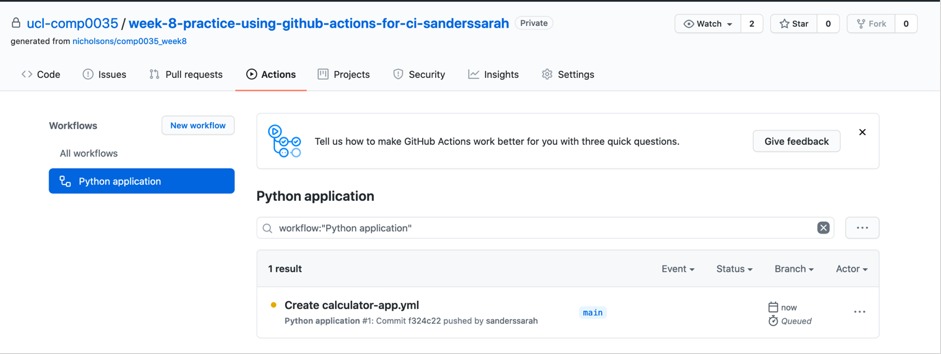 ucl-comp0035 / week-8-practice-using-github-actions-for-ci-sanderssarah Private Watch 2 Star 0 Fork 0
generated from nicholsons/comp0035_week8
Code Issues Pull requests Actions Projects Security Insights Settings
Workflows New workflow
All workflows
Python application
Tell us how to make GitHub Actions work better for you with three quick questions. Give feedback
Python application
workflow:"Python application"
1 result Event Status Branch Actor
Create calculator-app.yml
Python application #1: Commit f324c22 pushed by sanderssarah
main
now
Queued